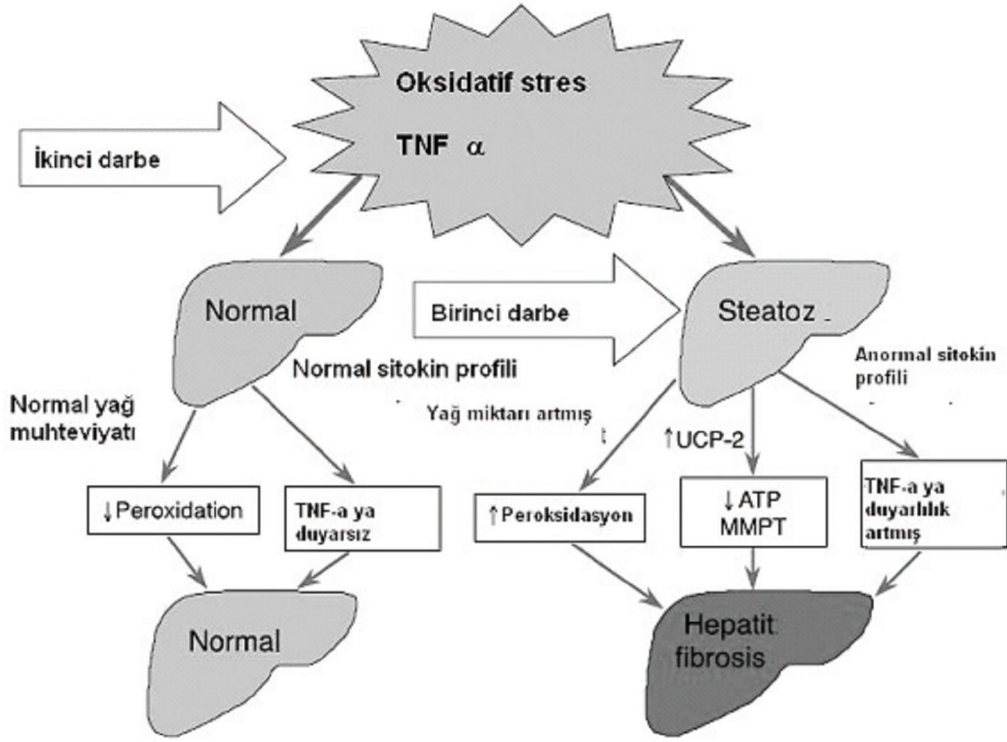 Oksidatif stres
TNF α
İkinci darbe
Normal
Birinci darbe
Steatoz
Normal sitokin profili
Anormal sitokin
profili
Normal yağ
muhteviyatı
Yağ miktarı artmış
↑UCP-2
↓Peroxidation
TNF-a ya
duyarsız
↑Peroksidasyon
↓ATP
MMPT
TNF-a ya
duyarlılık
artmış
Normal
Hepatit
fibrosis